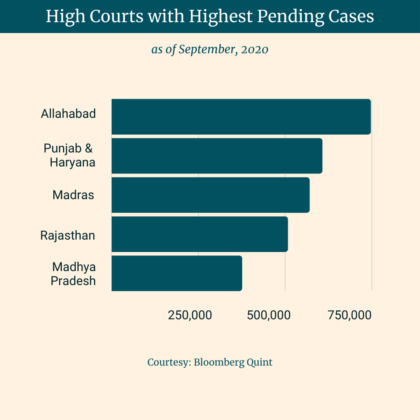 High Courts with Highest Pending Cases
as of September, 2020
Allahabad
Punjab &
Haryana
Madras
Rajasthan
Madhya
Pradesh
250,000 500,000 750,000
Courtesy: Bloomberg Quint